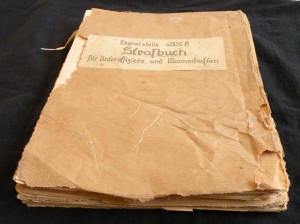 Dienststelle
Strafbuch
für Unteroffiziere und Mannschaften